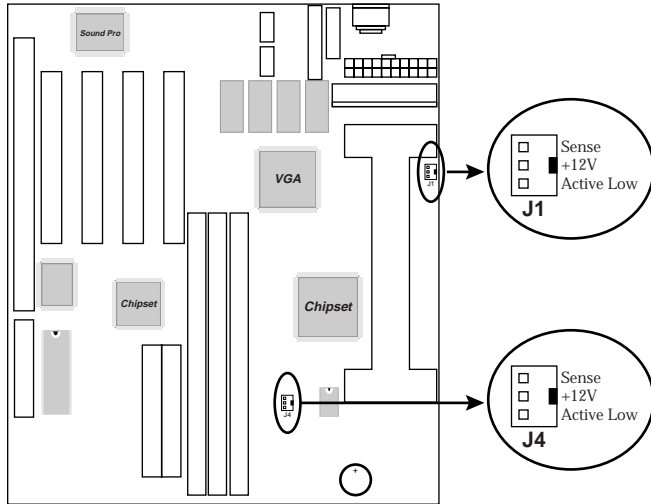 Sound Pro
VGA
J1
Sense
+12V
Active Low
J1
Chipset
Chipset
J4
Sense
+12V
Active Low
J4
+